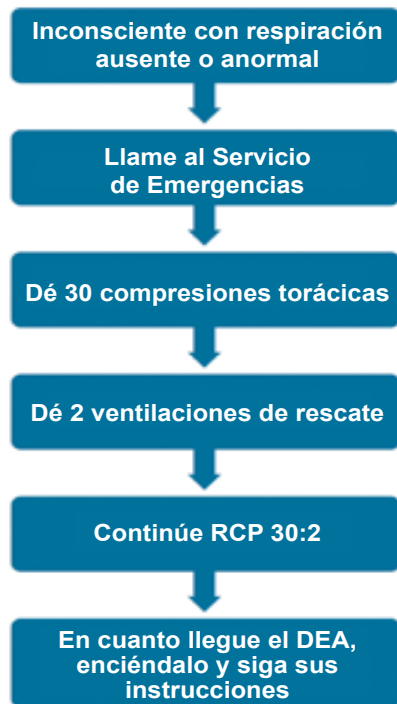 Inconsciente con respiración
ausente o anormal
Llame al Servicio
de Emergencias
Dé 30 compresiones torácicas
Dé 2 ventilaciones de rescate
Continúe RCP 30:2
En cuanto llegue el DEA,
enciéndalo y siga sus
instrucciones